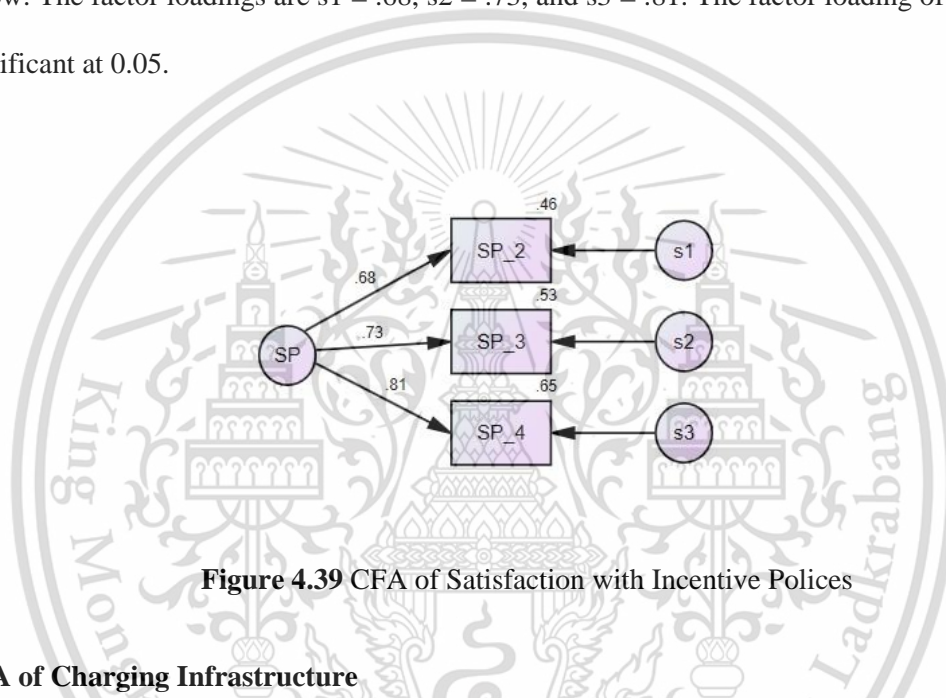 The factor loadings are s1 = .68, s2 = .73, and s3 = .81. The factor loading of
at 0.05.
.46
SP_2
s1
.68
.53
SP
.73
SP_3
s2
.81
.65
SP_4
s3
King Mong
Ladkrabang
Figure 4.39 CFA of Satisfaction with Incentive Polices
of Charging Infrastructure